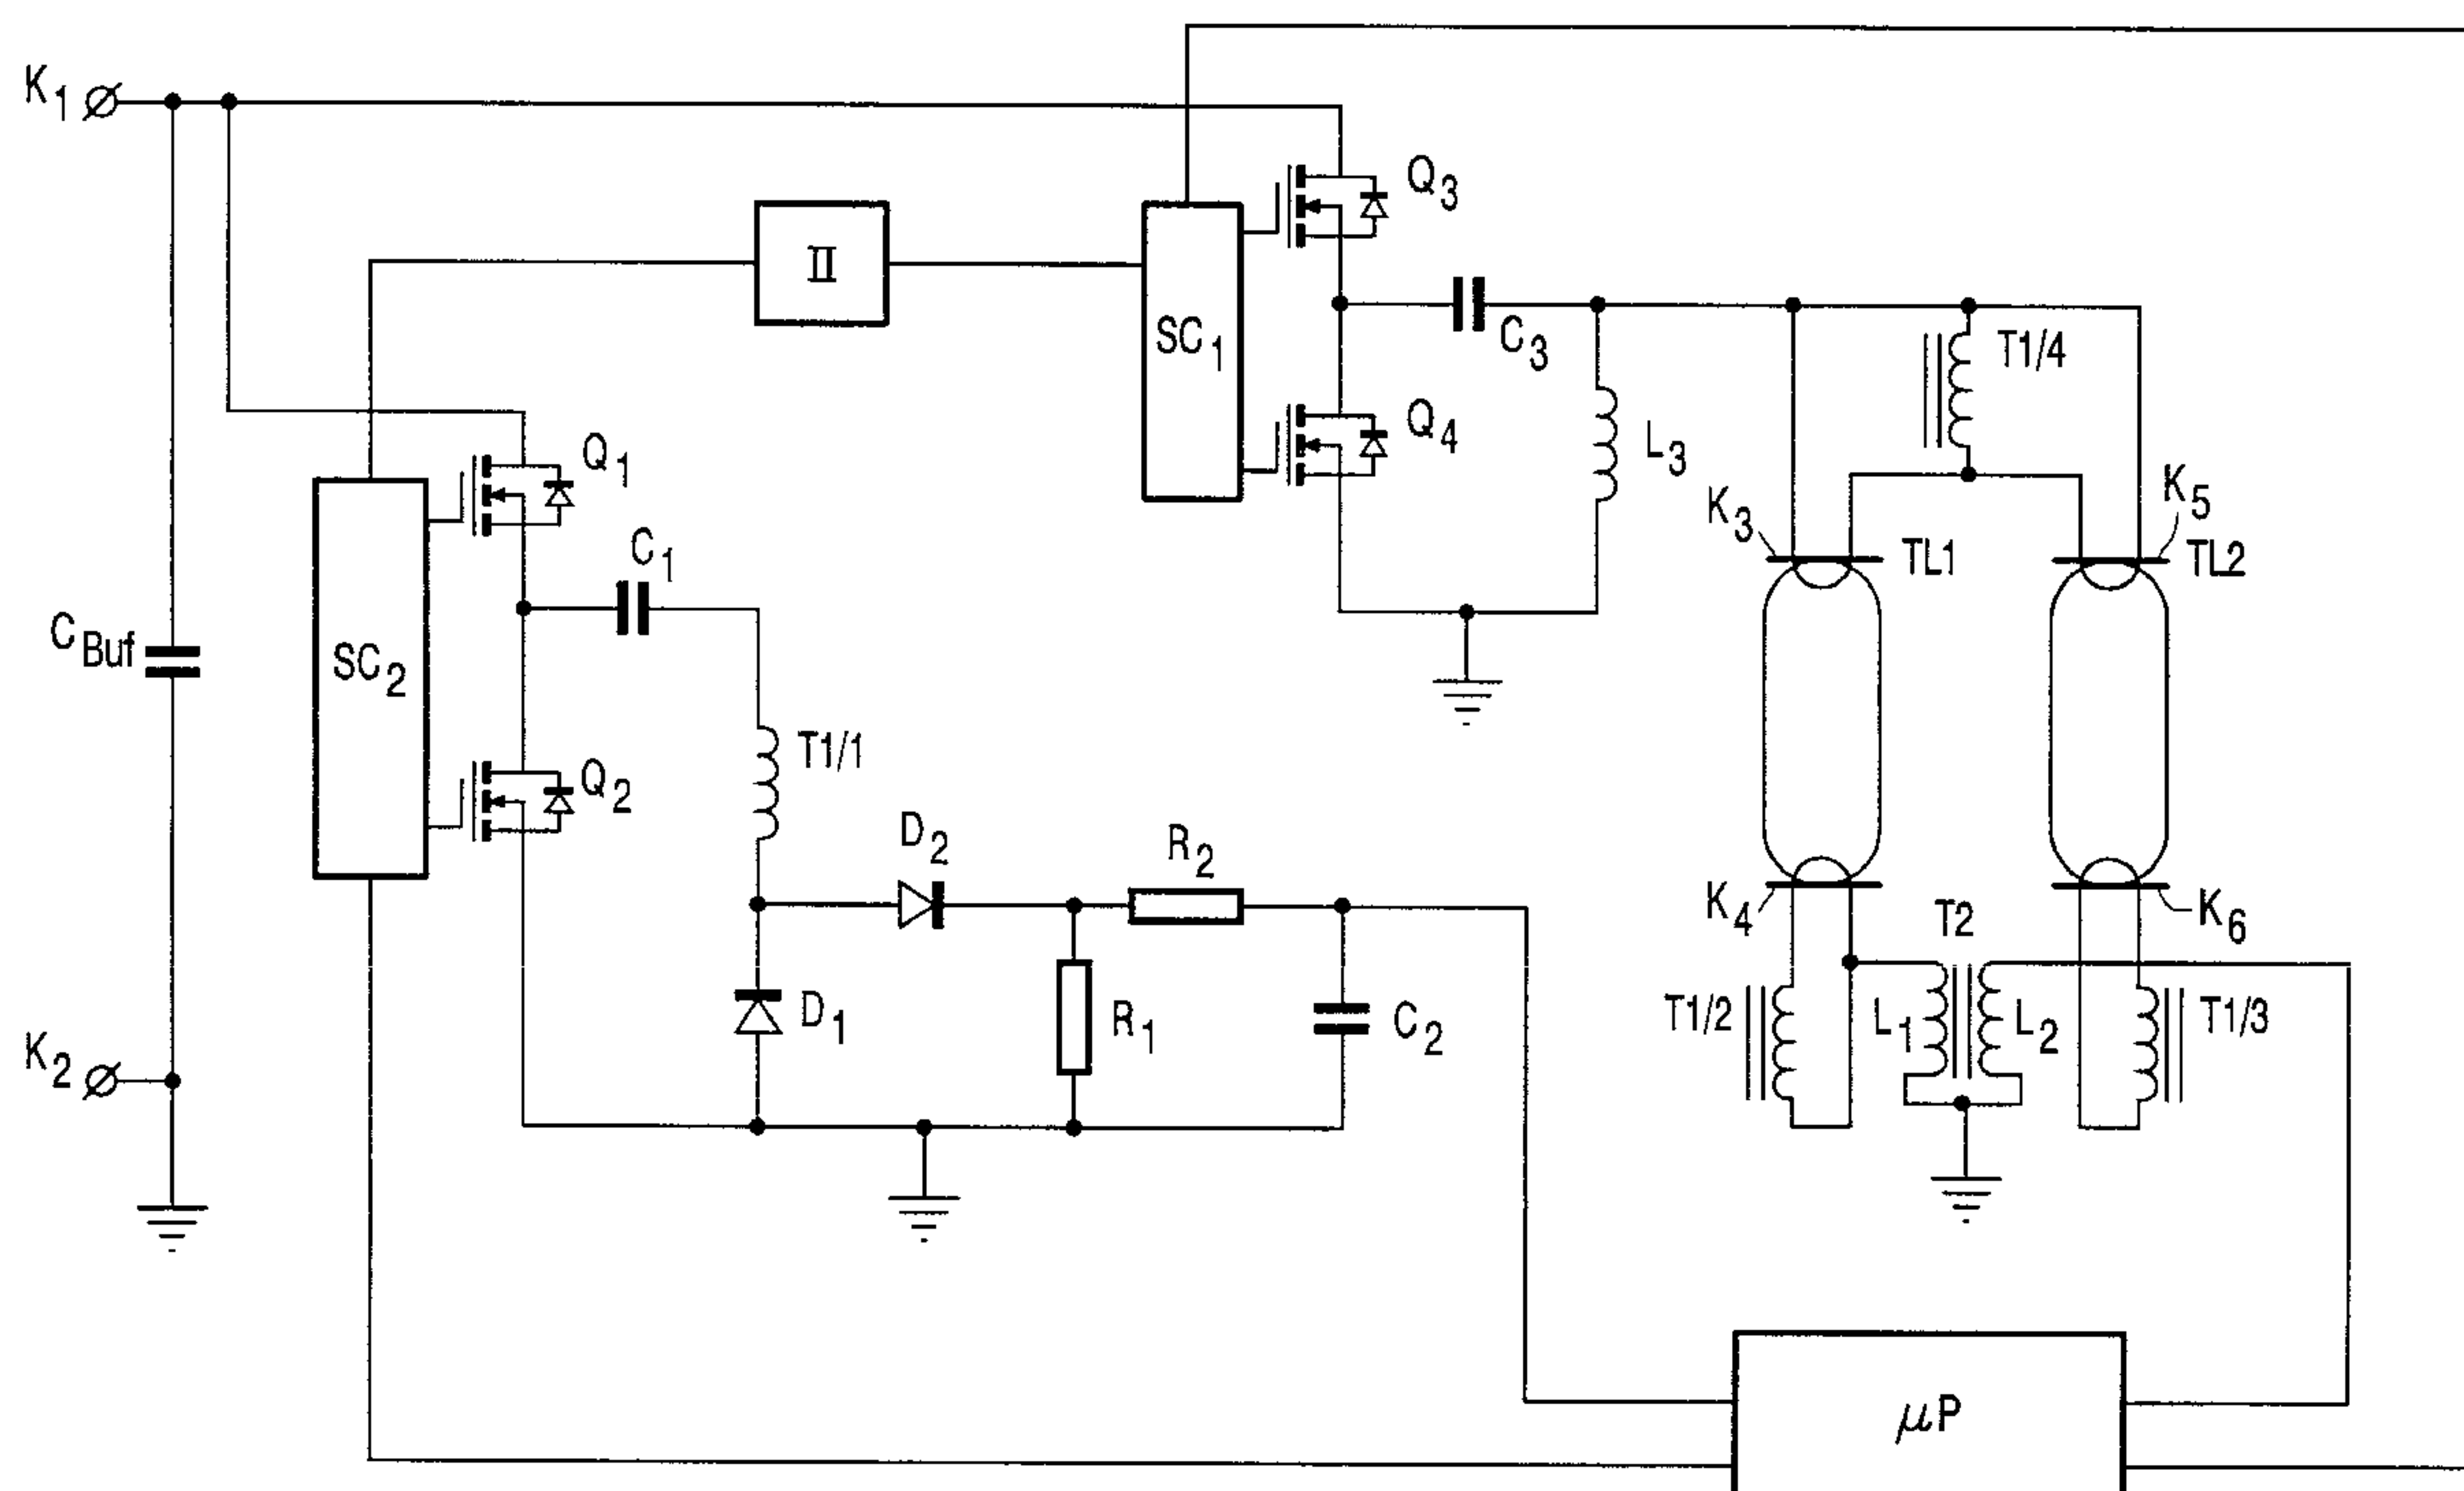 K1
Q3
II
SC1
C3
T1/4
Q4
L3
Q1
K3
K5
C1
TL1
TL2
CBuf
SC2
T1/1
Q2
D2
R2
K4
T2
K6
T1/2
L1
L2
T1/3
D1
R1
C2
K2
μP